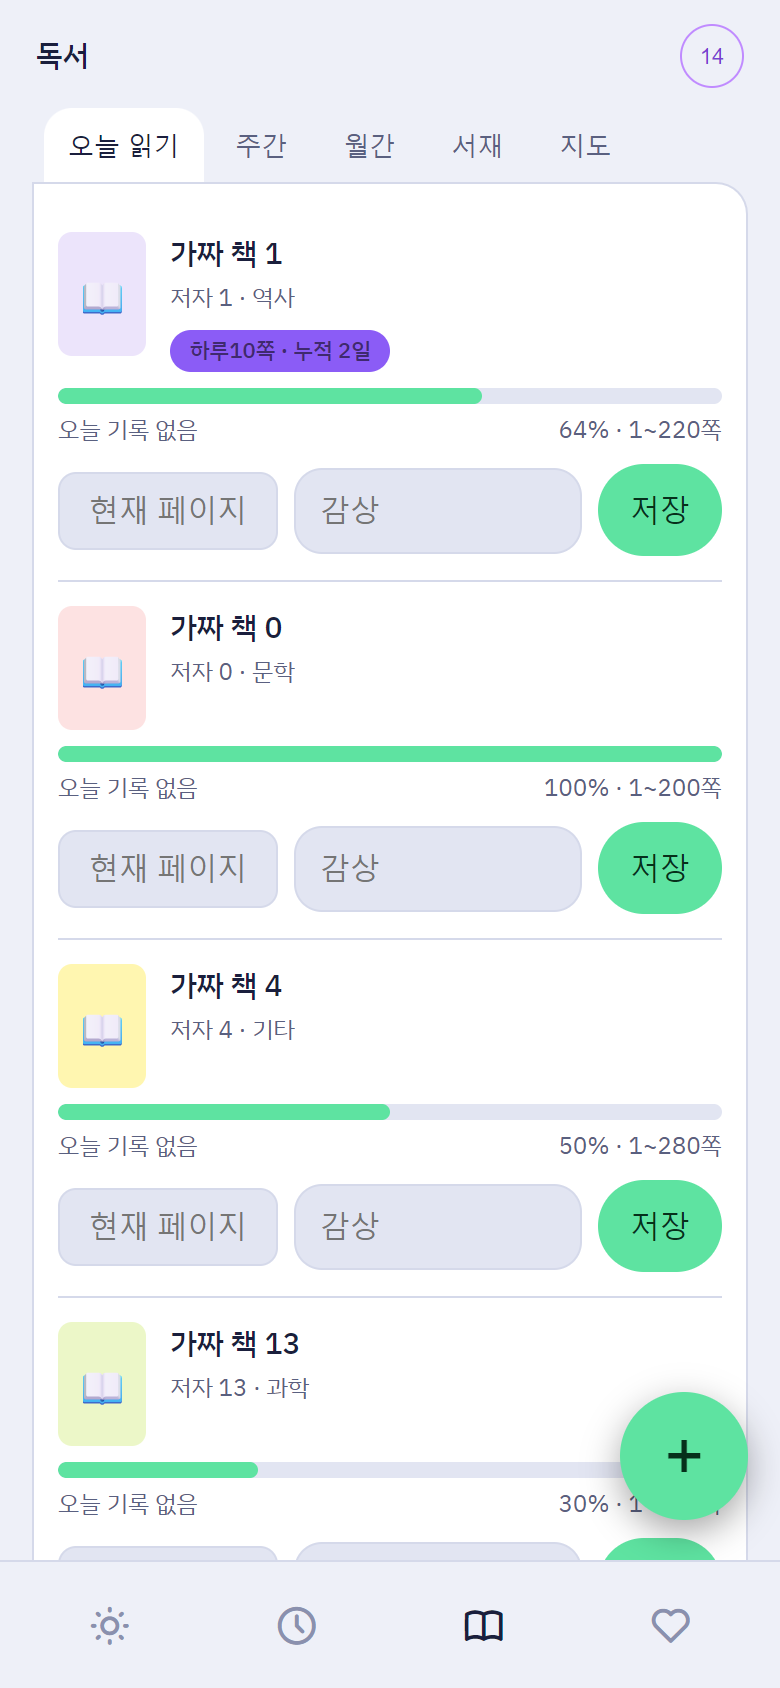 독서
14
오늘 읽기 주간 월간 서재 지도
가짜 책 1
저자 1 · 역사
하루10쪽 · 누적 2일
오늘 기록 없음 64% · 1~220쪽
현재 페이지 감상 저장
가짜 책 0
저자 0 · 문학
오늘 기록 없음 100% · 1~200쪽
현재 페이지 감상 저장
가짜 책 4
저자 4 · 기타
오늘 기록 없음 50% · 1~280쪽
현재 페이지 감상 저장
가짜 책 13
저자 13 · 과학
오늘 기록 없음 30% · 1